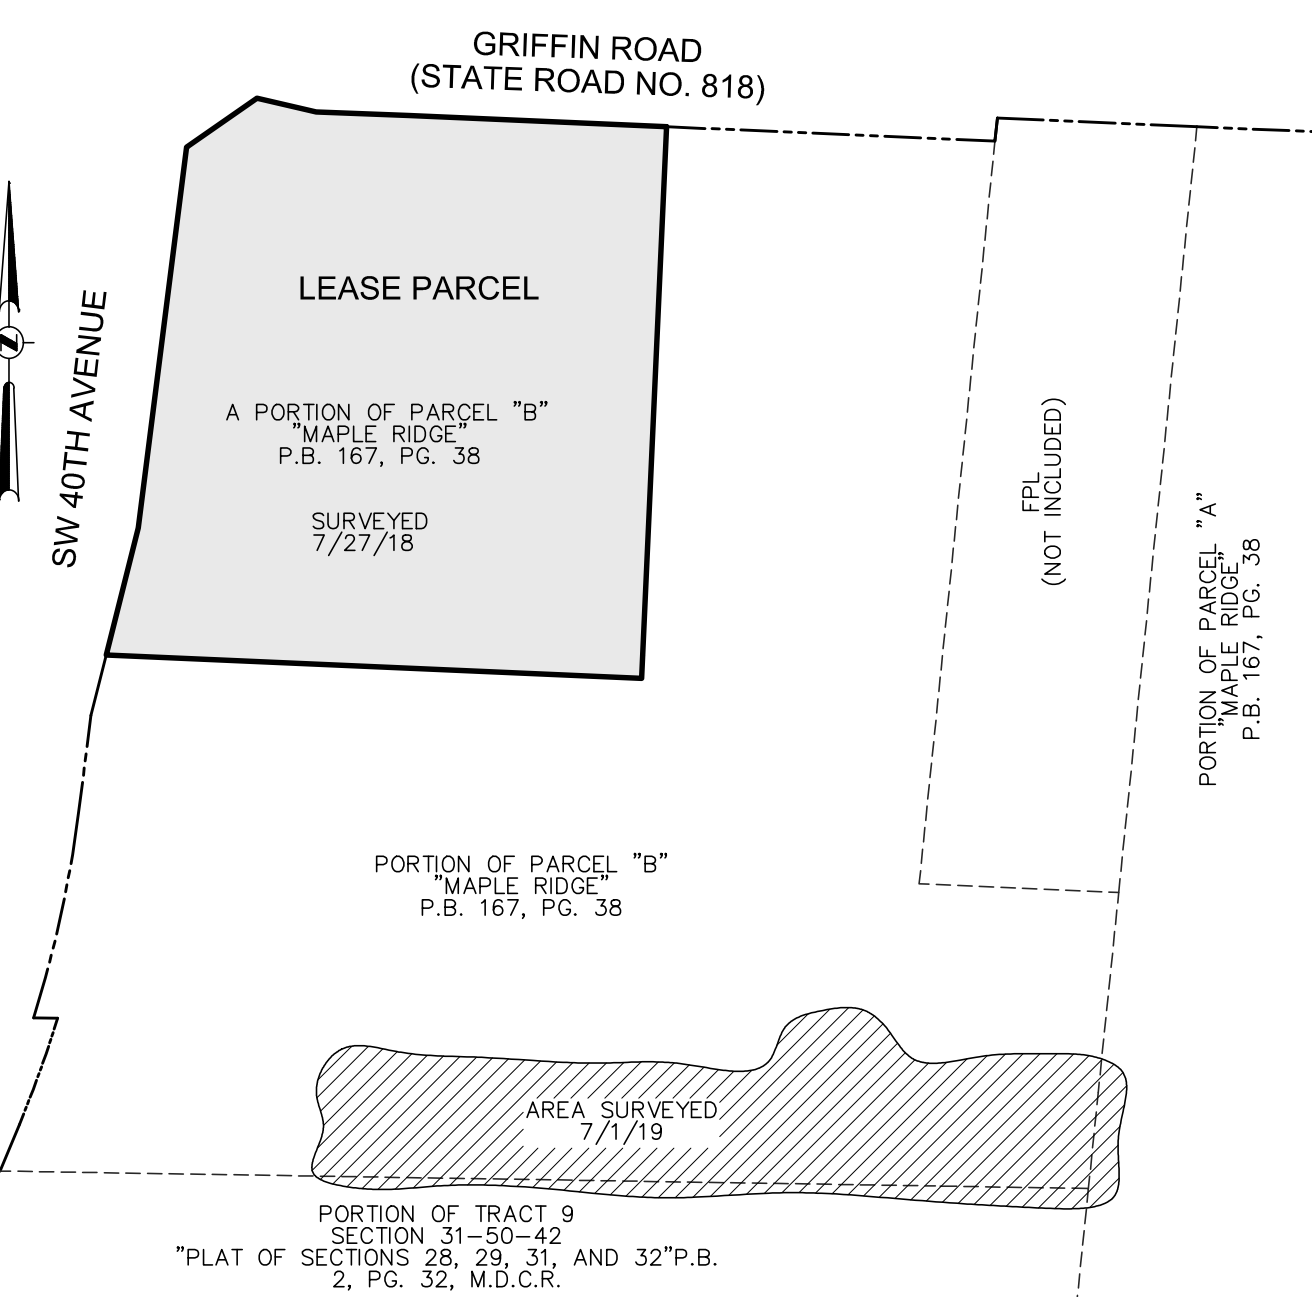 GRIFFIN ROAD
(STATE ROAD NO. 818)
LEASE PARCEL
SW 40TH AVENUE
A PORTION OF PARCEL "B"
"MAPLE RIDGE"
P.B. 167, PG. 38
SURVEYED
7/27/18
FPL
(NOT INCLUDED)
PORTION OF PARCEL "A"
"MAPLE RIDGE"
P.B. 167, PG. 38
PORTION OF PARCEL "B"
"MAPLE RIDGE"
P.B. 167, PG. 38
AREA SURVEYED
7/1/19
PORTION OF TRACT 9
SECTION 31-50-42
"PLAT OF SECTIONS 28, 29, 31, AND 32"P.B.
2, PG. 32, M.D.C.R.
Z